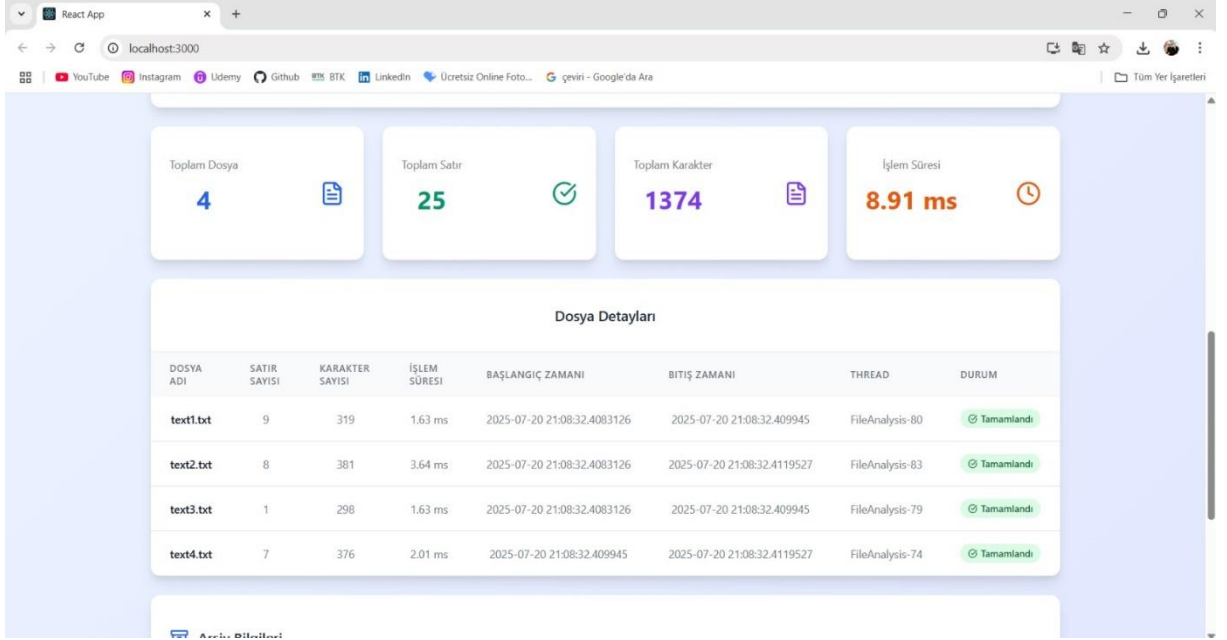 React App
localhost:3000
YouTube Instagram Udemy Github BTK BTK LinkedIn Ücretsiz Online Foto... çeviri - Google'da Ara Tüm Yer İşaretleri
Toplam Dosya Toplam Satır Toplam Karakter İşlem Süresi
4 25 1374 8.91 ms
Dosya Detayları
DOSYA ADI SATIR SAYISI KARAKTER SAYISI İŞLEM SÜRESI BAŞLANGIÇ ZAMANI BITIŞ ZAMANI THREAD DURUM
text1.txt 9 319 1.63 ms 2025-07-20 21:08:32.4083126 2025-07-20 21:08:32.409945 FileAnalysis-80 Tamamlandı
text2.txt 8 381 3.64 ms 2025-07-20 21:08:32.4083126 2025-07-20 21:08:32.4119527 FileAnalysis-83 Tamamlandı
text3.txt 1 298 1.63 ms 2025-07-20 21:08:32.4083126 2025-07-20 21:08:32.409945 FileAnalysis-79 Tamamlandı
text4.txt 7 376 2.01 ms 2025-07-20 21:08:32.409945 2025-07-20 21:08:32.4119527 FileAnalysis-74 Tamamlandı
Arşiv Bilgileri